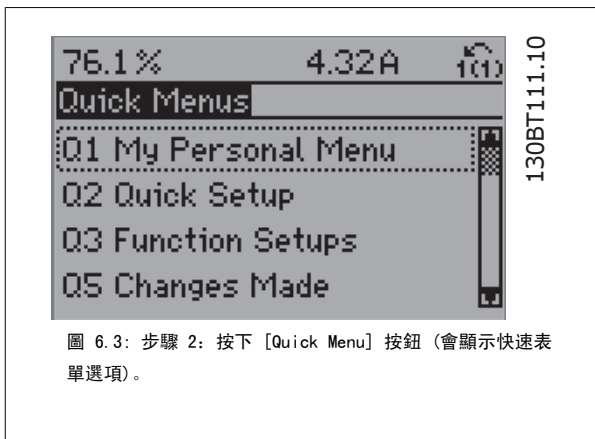 76.1% 4.32A 1(1)
Quick Menus
Q1 My Personal Menu
Q2 Quick Setup
Q3 Function Setups
Q5 Changes Made
130BT111.10
圖 6.3: 步驟 2: 按下 [Quick Menu] 按鈕 (會顯示快速表
單選項)。